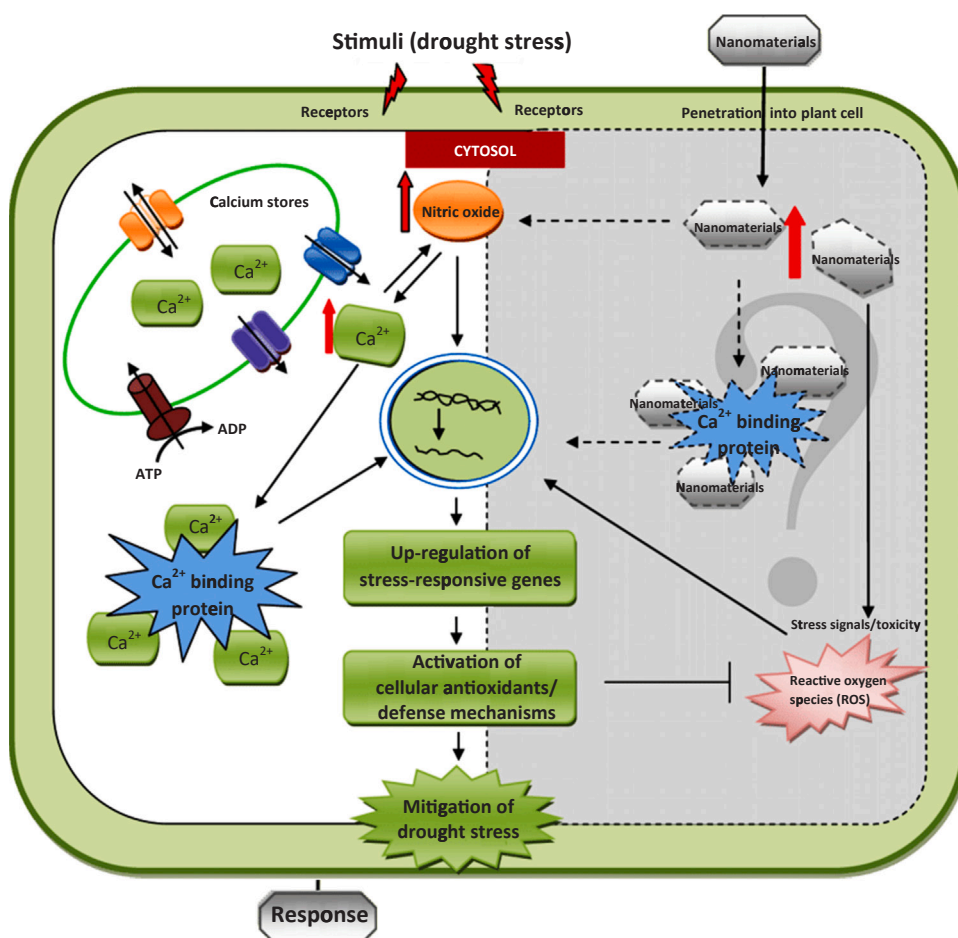 Stimuli (drought stress)
Nanomaterials
Receptors
Receptors
Penetration into plant cell
CYTOSOL
Calcium stores
Nitric oxide
Nanomaterials
Nanomaterials
Ca²⁺
Ca²⁺
Ca²⁺
Nanomaterials
Nanomaterials
Ca²⁺ binding
protein
Nanomaterials
ADP
ATP
Ca²⁺
Ca²⁺ binding
protein
Ca²⁺
Ca²⁺
Up-regulation of
stress-responsive genes
Stress signals/toxicity
Activation of
cellular antioxidants/
defense mechanisms
Reactive oxygen
species (ROS)
Mitigation of
drought stress
Response
?